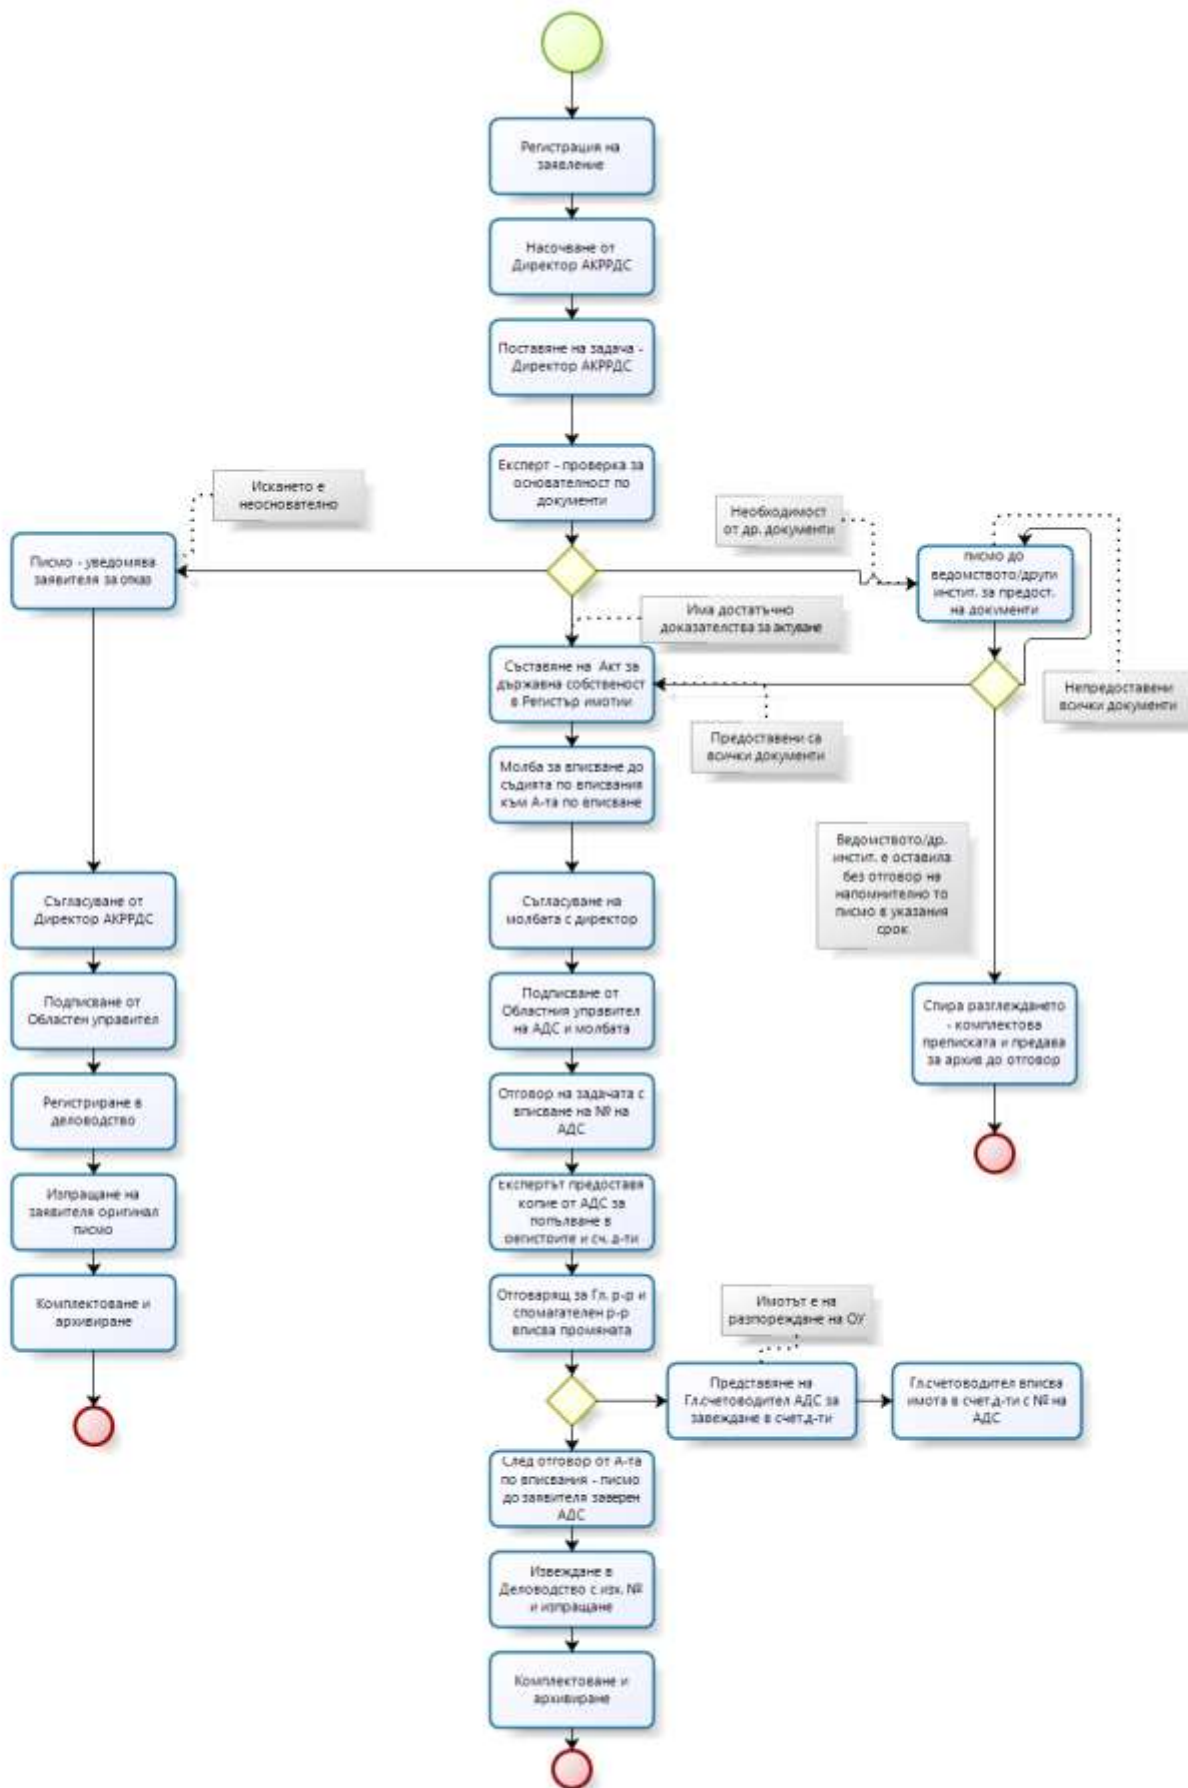 Регистрация на
заявление
Насочване от
Директор АКРРДС
Поставяне на задача -
Директор АКРРДС
Експерт - проверка за
основателност по
документи
Искането е
неоснователно
Необходимост
от др. документи
Писмо - уведомява
заявителя за отказ
писмо до
ведомството/други
инстит. за предост.
на документи
Има достатъчно
доказателства за актуване
Съставяне на Акт за
държавна собственост
в Регистър имотии
Непредоставени
всички документи
Предоставени са
всички документи
Молба за вписване до
съдията по вписвания
към А-та по вписване
Ведомството/др.
инстит. е оставила
без отговор на
напомнително то
писмо в указания
срок
Съгласуване от
Директор АКРРДС
Съгласуване на
молбата с директор
Подписване от
Областен управител
Подписване от
Областния управител
на АДС и молбата
Спира разглеждането
- комплектова
преписката и предава
за архив до отговор
Регистриране в
деловодство
Отговор на задачата с
вписване на № на
АДС
Изпращане на
заявителя оригинал
писмо
Експертът предоставя
копие от АДС за
попълване в
регистрите и сч. д-ти
Комплектоване и
архивиране
Отговарящ за Гл. р-р и
спомагателен р-р
вписва промяната
Имотът е на
разпореждане на ОУ
Представяне на
Гл.счетоводител АДС за
завеждане в счет.д-ти
Гл.счетоводител вписва
имота в счет.д-ти с № на
АДС
След отговор от А-та
по вписвания - писмо
до заявителя заверен
АДС
Извеждане в
Деловодство с изх. №
и изпращане
Комплектоване и
архивиране